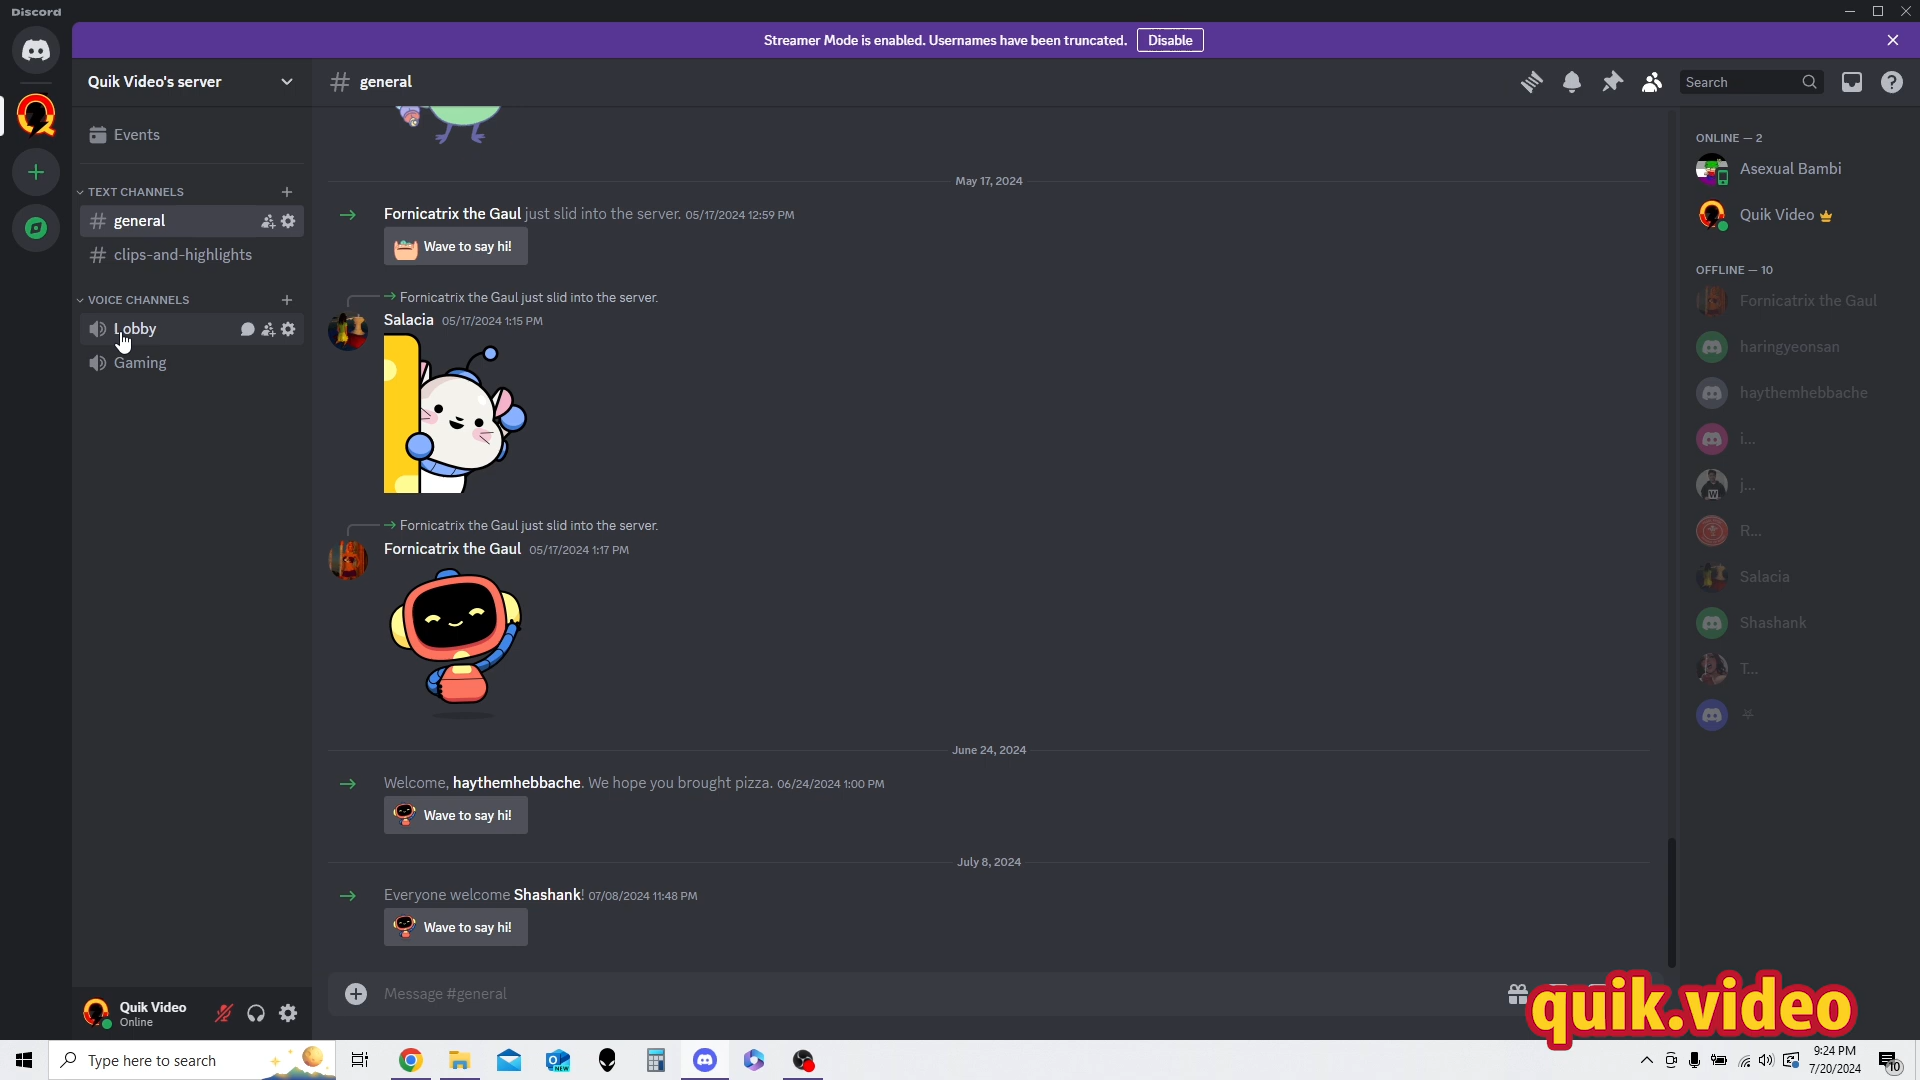 Discord
Streamer Mode is enabled. Usernames have been truncated. Disable
Quik Video's server
general
Search
Events
TEXT CHANNELS
general
clips-and-highlights
VOICE CHANNELS
Lobby
Gaming
May 17, 2024
Fornicatrix the Gaul just slid into the server. 05/17/2024 12:59 PM
Wave to say hi!
Fornicatrix the Gaul just slid into the server.
Salacia 05/17/2024 1:15 PM
Fornicatrix the Gaul just slid into the server.
Fornicatrix the Gaul 05/17/2024 1:17 PM
June 24, 2024
Welcome, haythemhebbache. We hope you brought pizza. 06/24/2024 1:00 PM
Wave to say hi!
July 8, 2024
Everyone welcome Shashank! 07/08/2024 11:48 PM
Wave to say hi!
Message #general
ONLINE — 2
Asexual Bambi
Quik Video
OFFLINE — 10
Fornicatrix the Gaul
haringyeonsan
haythemhebbache
i...
j...
R...
Salacia
Shashank
T...
Quik Video
Online
quik.video
Type here to search
NEW
9:24 PM
7/20/2024
10